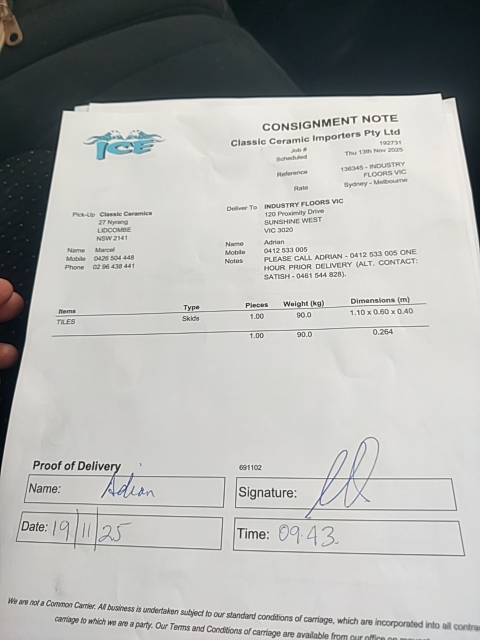 ICE
CONSIGNMENT NOTE
Classic Ceramic Importers Pty Ltd
Job # 192731
Scheduled Thu 13th Nov 2025
Reference 136345 - INDUSTRY
FLOORS VIC
Rate Sydney - Melbourne
Pick-Up Classic Ceramics
27 Nyrang
LIDCOMBE
NSW 2141
Name Marcel
Mobile 0426 504 448
Phone 02 96 438 441
Deliver To INDUSTRY FLOORS VIC
120 Proximity Drive
SUNSHINE WEST
VIC 3020
Name Adrian
Mobile 0412 533 005
Notes PLEASE CALL ADRIAN - 0412 533 005 ONE
HOUR PRIOR DELIVERY (ALT. CONTACT:
SATISH - 0461 544 828).
Items Type Pieces Weight (kg) Dimensions (m)
TILES Skids 1.00 90.0 1.10 x 0.60 x 0.40
1.00 90.0 0.264
Proof of Delivery
691102
Name: Adrian
Signature:
Date: 19/11/25
Time: 09.43.
We are not a Common Carrier. All business is undertaken subject to our standard conditions of carriage, which are incorporated into all
carriage to which we are a party. Our Terms and Conditions of carriage are available from our office on